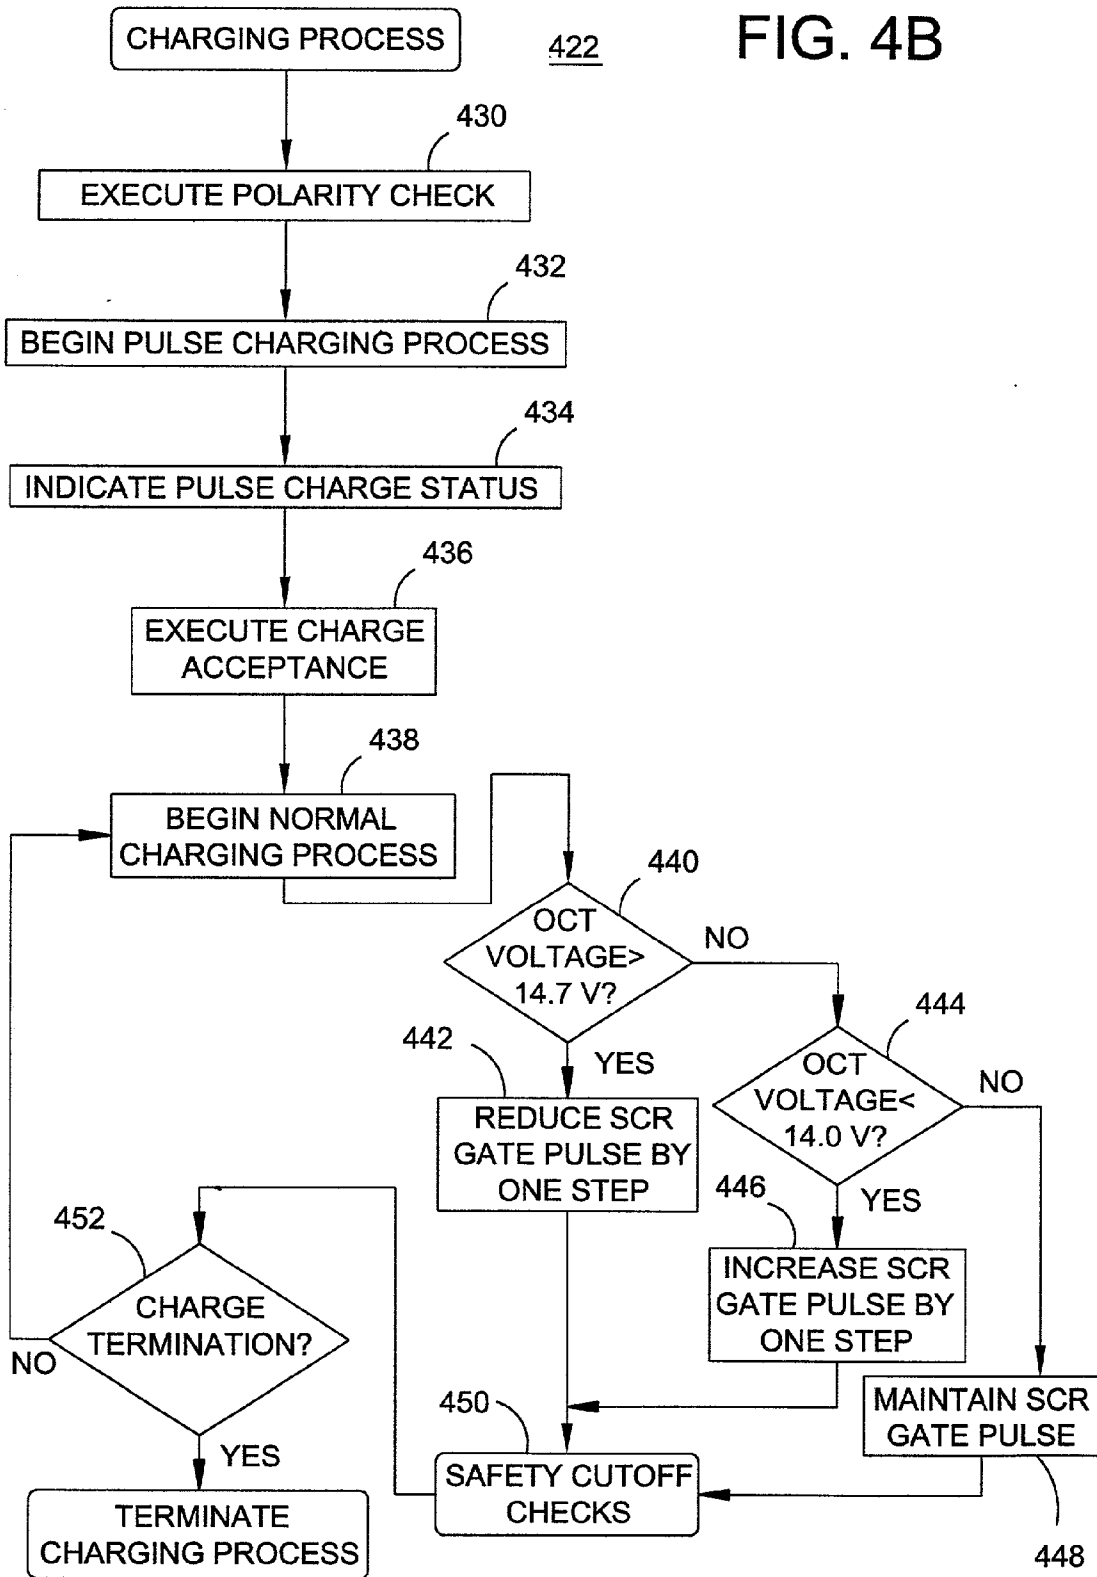 CHARGING PROCESS
422
FIG. 4B
430
EXECUTE POLARITY CHECK
432
BEGIN PULSE CHARGING PROCESS
434
INDICATE PULSE CHARGE STATUS
436
EXECUTE CHARGE
ACCEPTANCE
438
BEGIN NORMAL
CHARGING PROCESS
440
OCT
VOLTAGE>
14.7 V?
NO
444
OCT
VOLTAGE<
14.0 V?
NO
442
YES
REDUCE SCR
GATE PULSE BY
ONE STEP
446
YES
INCREASE SCR
GATE PULSE BY
ONE STEP
MAINTAIN SCR
GATE PULSE
448
450
SAFETY CUTOFF
CHECKS
452
CHARGE
TERMINATION?
NO
YES
TERMINATE
CHARGING PROCESS